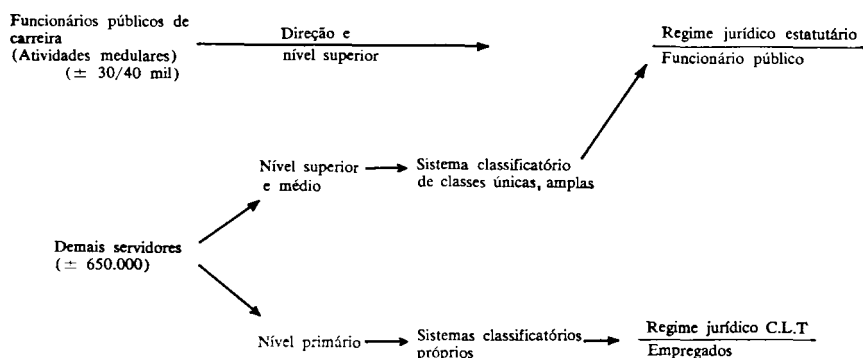 Funcionários públicos de
carreira
(Atividades medulares)
(± 30/40 mil)
Direção e
nível superior
Regime jurídico estatutário
Funcionário público
Nível superior
e médio
Sistema classificatório
de classes únicas, amplas
Demais servidores
(± 650.000)
Nível primário
Sistemas classificatórios
próprios
Regime jurídico C.L.T
Empregados